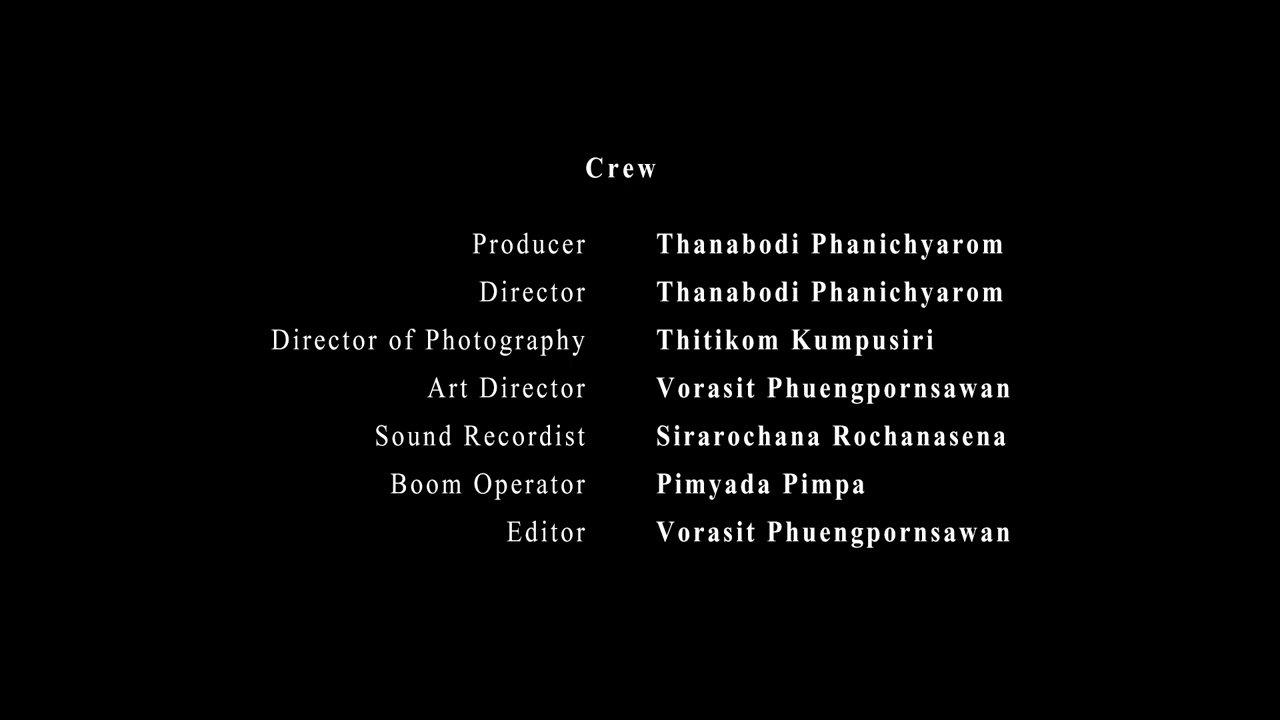 Crew
Producer Thanabodi Phanichyarom
Director Thanabodi Phanichyarom
Director of Photography Thitikom Kumpusiri
Art Director Vorasit Phuengpornsawan
Sound Recordist Sirarochana Rochanasena
Boom Operator Pimyada Pimpa
Editor Vorasit Phuengpornsawan